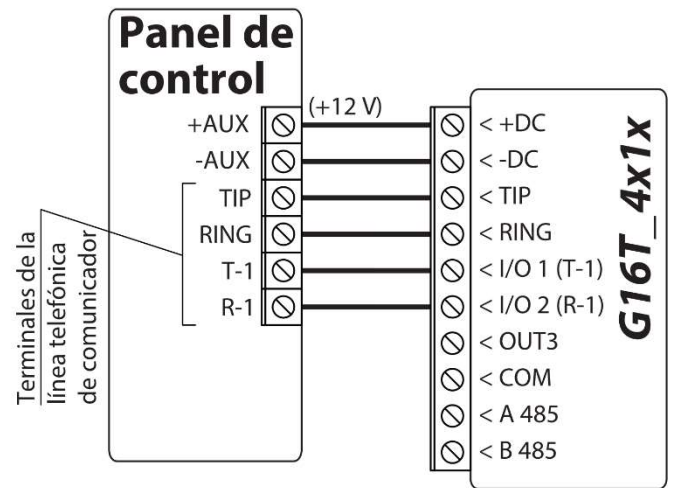 Panel de
control
+AUX
-AUX
TIP
RING
T-1
R-1
Terminales de la
línea telefónica
de comunicador
(+12 V)
< +DC
< -DC
< TIP
< RING
< I/O 1 (T-1)
< I/O 2 (R-1)
< OUT3
< COM
< A 485
< B 485
G16T_4x1x